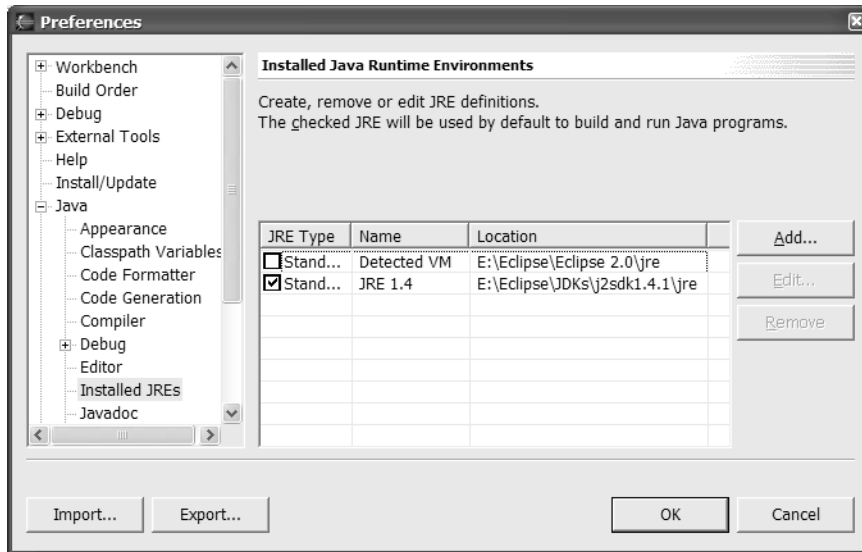 Preferences
Workbench
Build Order
Debug
External Tools
Help
Install/Update
Java
Appearance
Classpath Variables
Code Formatter
Code Generation
Compiler
Debug
Editor
Installed JREs
Javadoc
Installed Java Runtime Environments
Create, remove or edit JRE definitions.
The checked JRE will be used by default to build and run Java programs.
JRE Type Name Location
Stand... Detected VM E:\Eclipse\Eclipse 2.0\jre
Stand... JRE 1.4 E:\Eclipse\JDKs\j2sdk1.4.1\jre
Add...
Edit...
Remove
Import... Export... OK Cancel